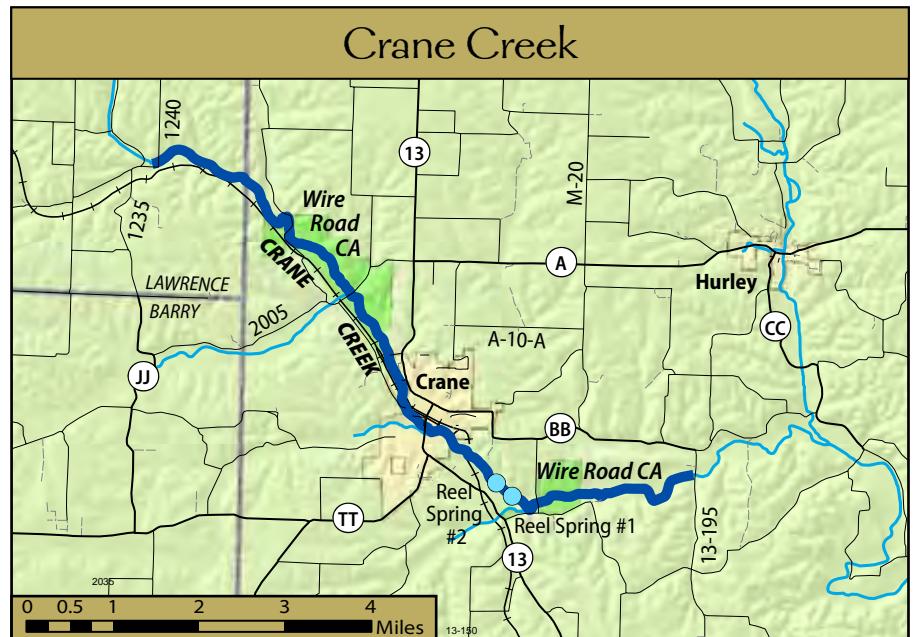 Crane Creek
1240
13
Wire
Road
CA
M-20
1235
CRANE
CREEK
A
Hurley
LAWRENCE
BARRY
2005
A-10-A
CC
JJ
Crane
BB
Wire Road CA
Reel
Spring
#2
Reel Spring #1
TT
13
13-195
2035
0 0.5 1 2 3 4
Miles
13-150